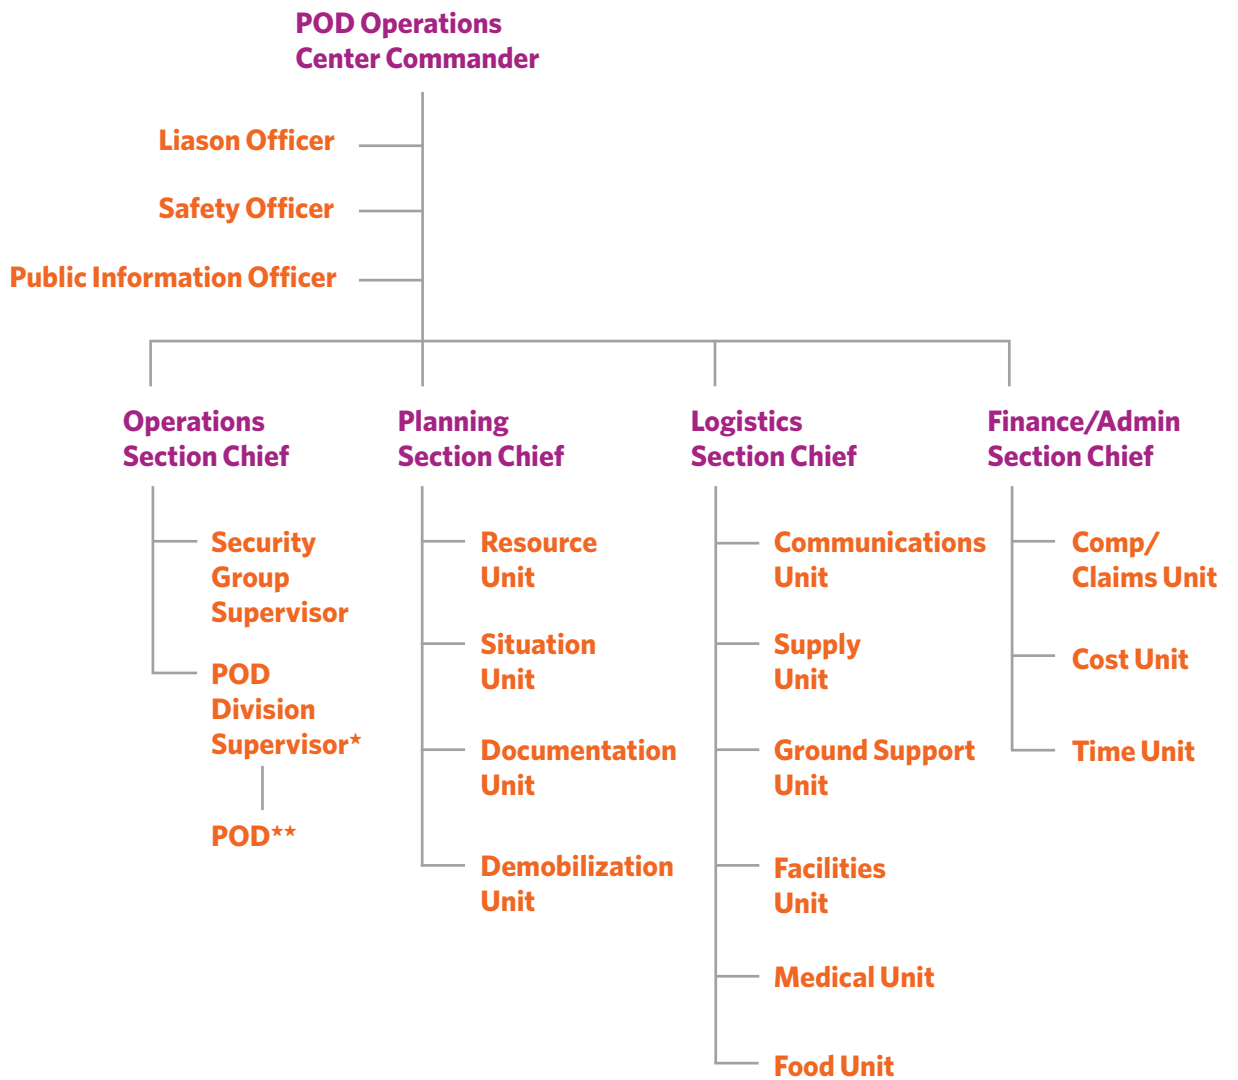 POD Operations
Center Commander
Liason Officer
Safety Officer
Public Information Officer
Operations
Section Chief
Security
Group
Supervisor
POD
Division
Supervisor*
POD**
Planning
Section Chief
Resource
Unit
Situation
Unit
Documentation
Unit
Demobilization
Unit
Logistics
Section Chief
Communications
Unit
Supply
Unit
Ground Support
Unit
Facilities
Unit
Medical Unit
Food Unit
Finance/Admin
Section Chief
Comp/
Claims Unit
Cost Unit
Time Unit